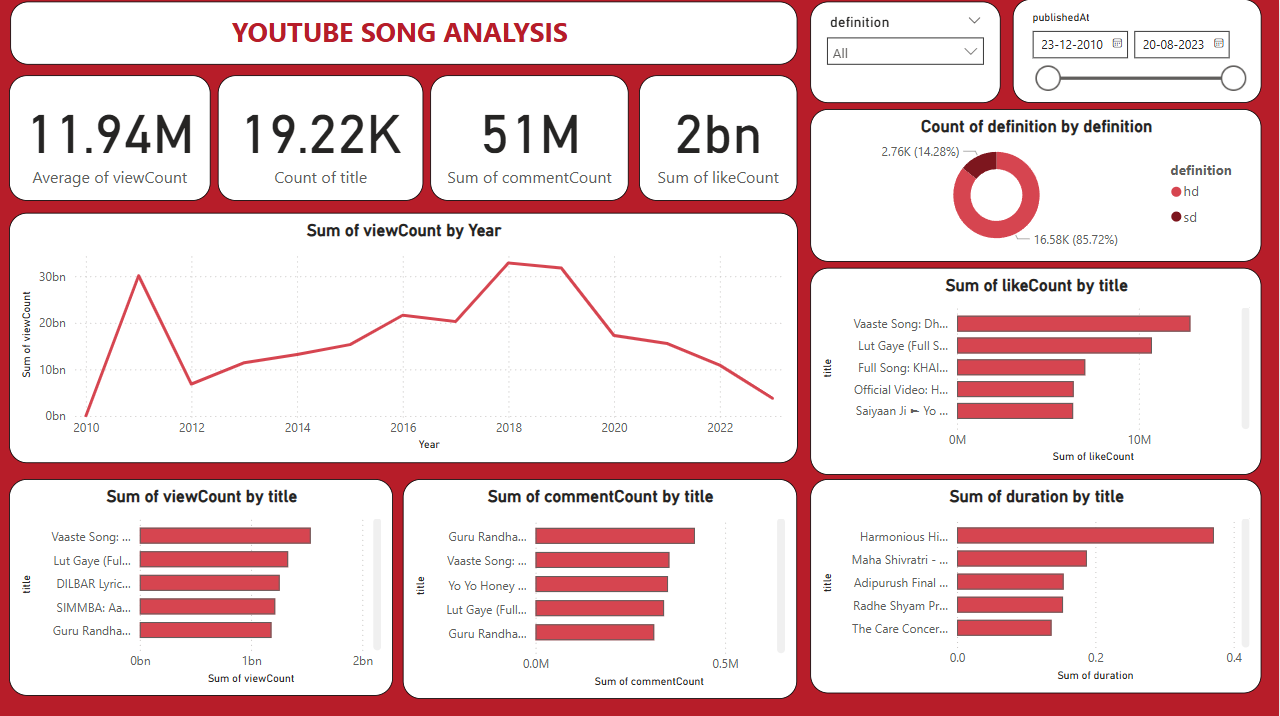 YOUTUBE SONG ANALYSIS
definition
All
publishedAt
23-12-2010
20-08-2023
11.94M
Average of viewCount
19.22K
Count of title
51M
Sum of commentCount
2bn
Sum of likeCount
Count of definition by definition
2.76K (14.28%)
16.58K (85.72%)
definition
hd
sd
Sum of viewCount by Year
Sum of viewCount
30bn
20bn
10bn
0bn
2010
2012
2014
2016
2018
2020
2022
Year
Sum of likeCount by title
title
Vaaste Song: Dh...
Lut Gaye (Full S...
Full Song: KHAI...
Official Video: H...
Saiyaan Ji ► Yo ...
0M
10M
Sum of likeCount
Sum of viewCount by title
title
Vaaste Song: ...
Lut Gaye (Ful...
DILBAR Lyric...
SIMMBA: Aa...
Guru Randha...
0bn
1bn
2bn
Sum of viewCount
Sum of commentCount by title
title
Guru Randha...
Vaaste Song: ...
Yo Yo Honey ...
Lut Gaye (Full...
Guru Randha...
0.0M
0.5M
Sum of commentCount
Sum of duration by title
title
Harmonious Hi...
Maha Shivratri - ...
Adipurush Final ...
Radhe Shyam Pr...
The Care Concer...
0.0
0.2
0.4
Sum of duration